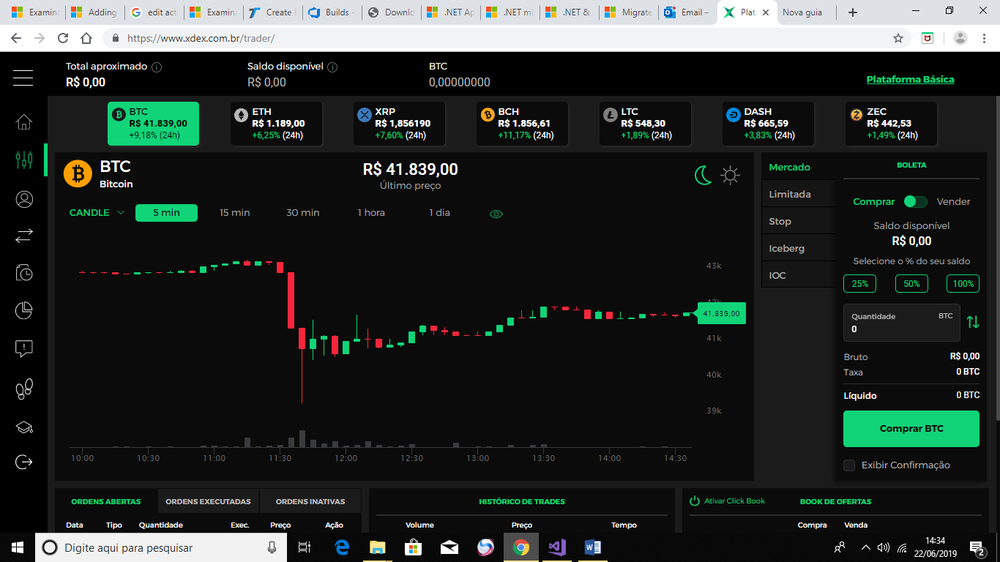 Examina
Adding
edit act
Examina
Create B
Builds -
Downlo
.NET Ap
.NET m
.NET &
Migrate
Email –
Plat
Nova guia
https://www.xdex.com.br/trader/
Total aproximado
R$ 0,00
Saldo disponível
R$ 0,00
BTC
0,00000000
Plataforma Básica
BTC
R$ 41.839,00
+9,18% (24h)
ETH
R$ 1.189,00
+6,25% (24h)
XRP
R$ 1,856190
+7,60% (24h)
BCH
R$ 1.856,61
+11,17% (24h)
LTC
R$ 548,30
+1,89% (24h)
DASH
R$ 665,59
+3,83% (24h)
ZEC
R$ 442,53
+1,49% (24h)
BTC
Bitcoin
R$ 41.839,00
Último preço
CANDLE 5 min 15 min 30 min 1 hora 1 dia
43k
42k
41.839,00
41k
40k
39k
10:00 10:30 11:00 11:30 12:00 12:30 13:00 13:30 14:00 14:30
Mercado
Limitada
Stop
Iceberg
IOC
BOLETA
Comprar Vender
Saldo disponível
R$ 0,00
Selecione o % do seu saldo
25% 50% 100%
Quantidade BTC
0
Bruto R$ 0,00
Taxa 0 BTC
Líquido 0 BTC
Comprar BTC
Exibir Confirmação
ORDENS ABERTAS ORDENS EXECUTADAS ORDENS INATIVAS
Data Tipo Quantidade Exec. Preço Ação
HISTÓRICO DE TRADES
Volume Preço Tempo
Ativar Click Book BOOK DE OFERTAS
Compra Venda
Digite aqui para pesquisar
14:34
22/06/2019
2